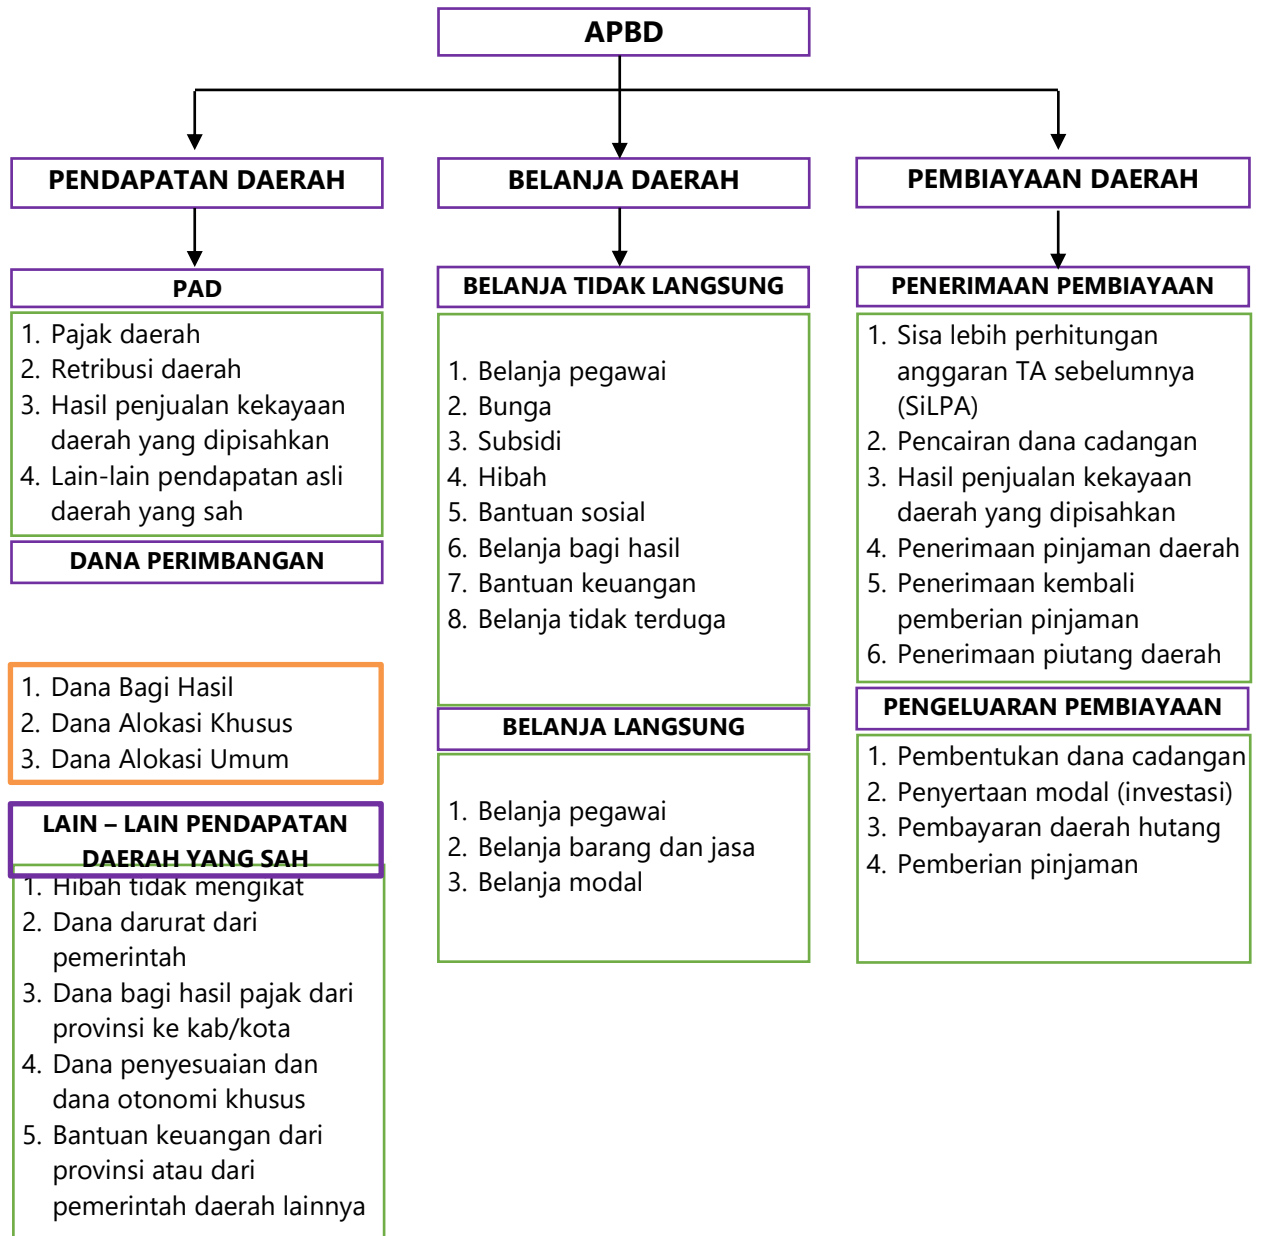 APBD
PENDAPATAN DAERAH
PAD
1. Pajak daerah
2. Retribusi daerah
3. Hasil penjualan kekayaan
daerah yang dipisahkan
4. Lain-lain pendapatan asli
daerah yang sah
DANA PERIMBANGAN
1. Dana Bagi Hasil
2. Dana Alokasi Khusus
3. Dana Alokasi Umum
LAIN – LAIN PENDAPATAN
DAERAH YANG SAH
1. Hibah tidak mengikat
2. Dana darurat dari
pemerintah
3. Dana bagi hasil pajak dari
provinsi ke kab/kota
4. Dana penyesuaian dan
dana otonomi khusus
5. Bantuan keuangan dari
provinsi atau dari
pemerintah daerah lainnya
BELANJA DAERAH
BELANJA TIDAK LANGSUNG
1. Belanja pegawai
2. Bunga
3. Subsidi
4. Hibah
5. Bantuan sosial
6. Belanja bagi hasil
7. Bantuan keuangan
8. Belanja tidak terduga
BELANJA LANGSUNG
1. Belanja pegawai
2. Belanja barang dan jasa
3. Belanja modal
PEMBIAYAAN DAERAH
PENERIMAAN PEMBIAYAAN
1. Sisa lebih perhitungan
anggaran TA sebelumnya
(SiLPA)
2. Pencairan dana cadangan
3. Hasil penjualan kekayaan
daerah yang dipisahkan
4. Penerimaan pinjaman daerah
5. Penerimaan kembali
pemberian pinjaman
6. Penerimaan piutang daerah
PENGELUARAN PEMBIAYAAN
1. Pembentukan dana cadangan
2. Penyertaan modal (investasi)
3. Pembayaran daerah hutang
4. Pemberian pinjaman